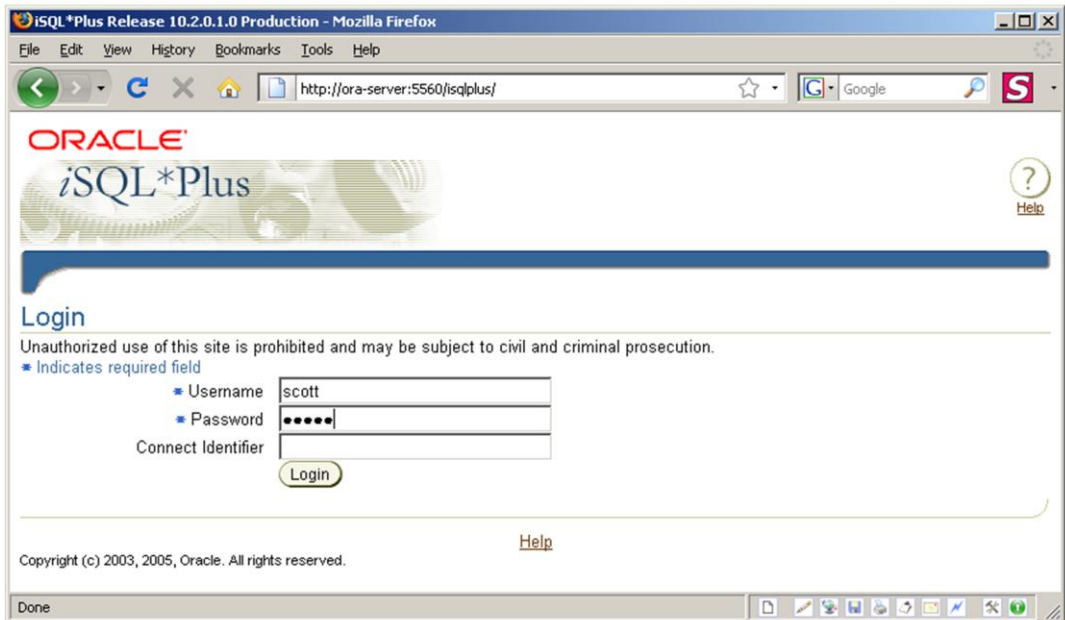 iSQL*Plus Release 10.2.0.1.0 Production - Mozilla Firefox
File Edit View History Bookmarks Tools Help
http://ora-server:5560/isqlplus/ G Google S
ORACLE
iSQL*Plus
?
Help
Login
Unauthorized use of this site is prohibited and may be subject to civil and criminal prosecution.
* Indicates required field
* Username scott
* Password •••••
Connect Identifier
Login
Help
Copyright (c) 2003, 2005, Oracle. All rights reserved.
Done